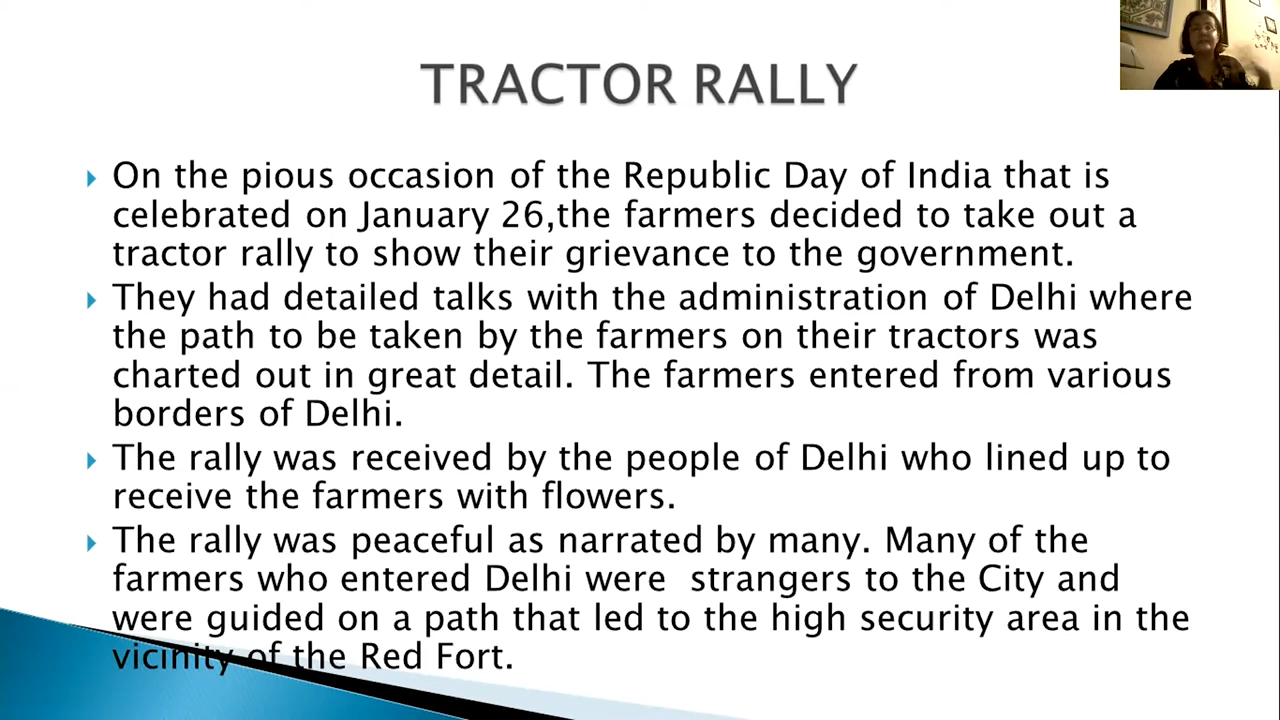 TRACTOR RALLY
On the pious occasion of the Republic Day of India that is
celebrated on January 26,the farmers decided to take out a
tractor rally to show their grievance to the government.
They had detailed talks with the administration of Delhi where
the path to be taken by the farmers on their tractors was
charted out in great detail. The farmers entered from various
borders of Delhi.
The rally was received by the people of Delhi who lined up to
receive the farmers with flowers.
The rally was peaceful as narrated by many. Many of the
farmers who entered Delhi were  strangers to the City and
were guided on a path that led to the high security area in the
vicinity of the Red Fort.